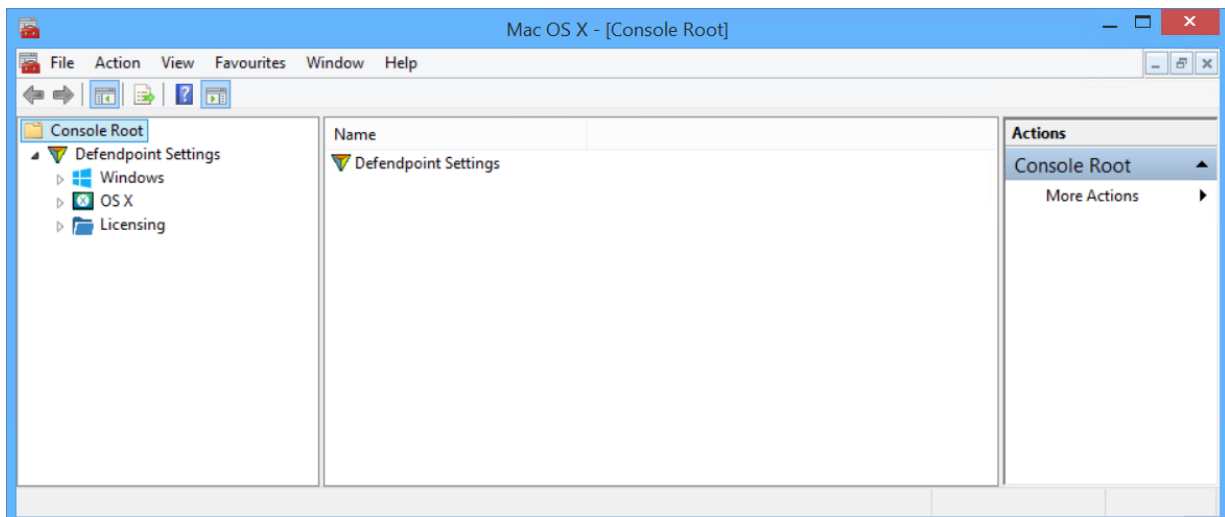 Mac OS X - [Console Root]
File Action View Favourites Window Help
Console Root
Defendpoint Settings
Windows
OS X
Licensing
Name
Defendpoint Settings
Actions
Console Root
More Actions